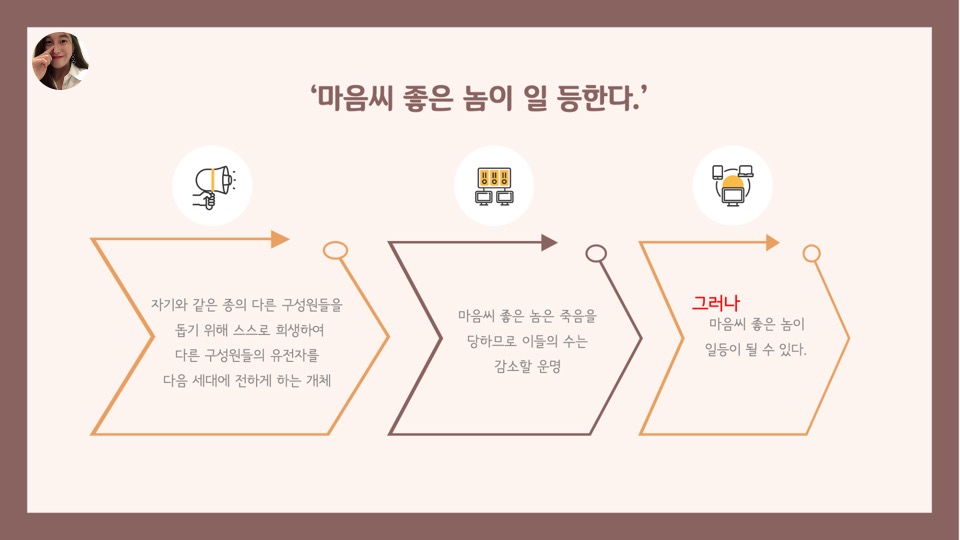 ‘마음씨 좋은 놈이 일 등한다.’
자기와 같은 종의 다른 구성원들을
돕기 위해 스스로 희생하여
다른 구성원들의 유전자를
다음 세대에 전하게 하는 개체
마음씨 좋은 놈은 죽음을
당하므로 이들의 수는
감소할 운명
그러나
마음씨 좋은 놈이
일등이 될 수 있다.